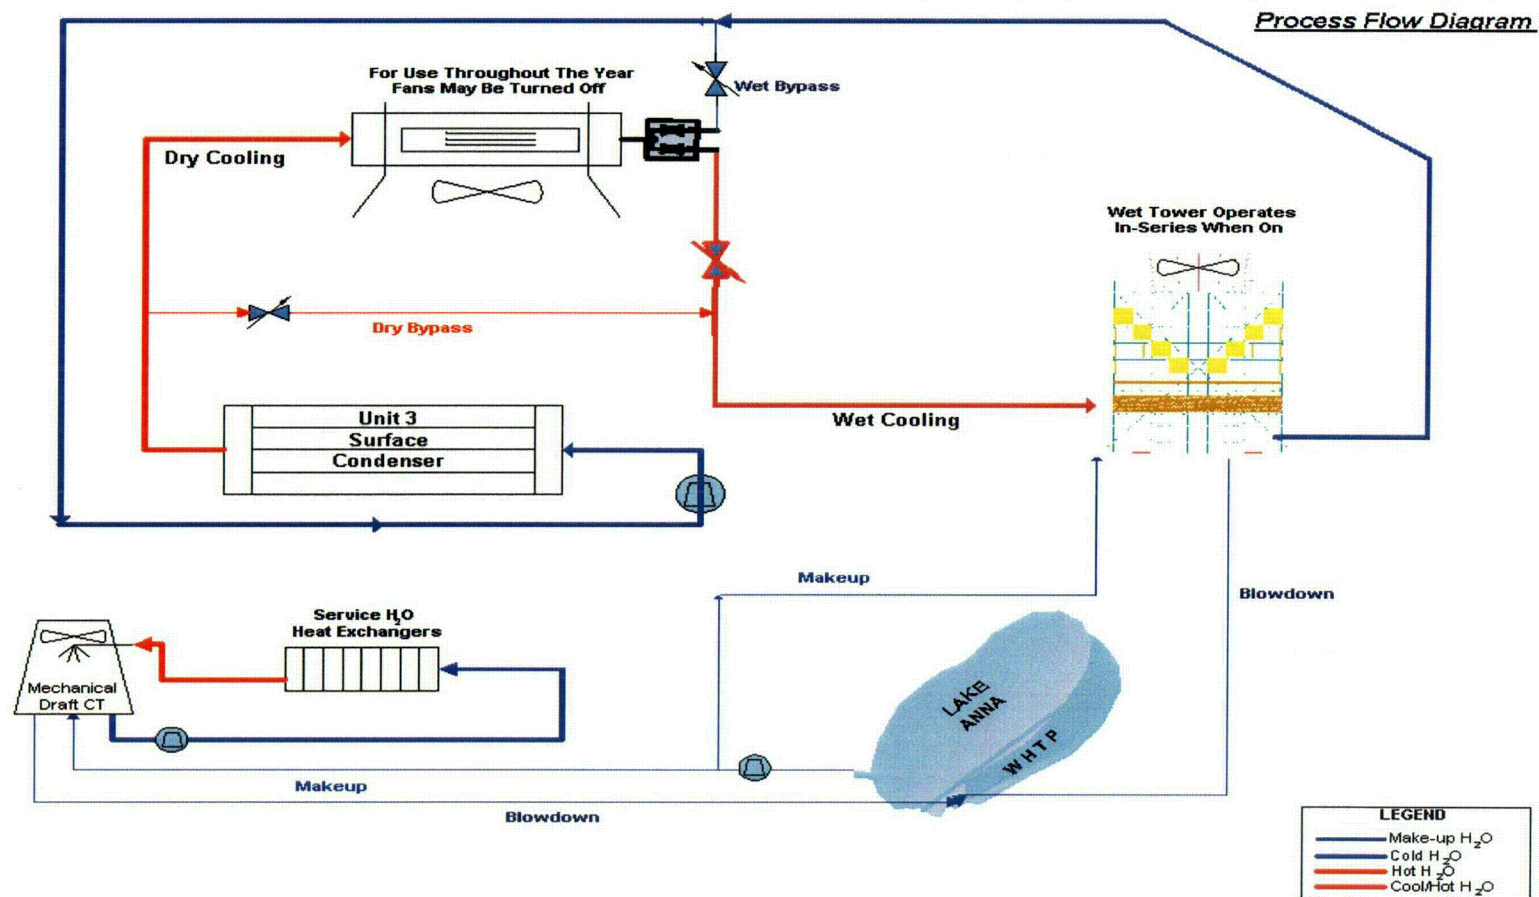 Process Flow Diagram
For Use Throughout The Year
Fans May Be Turned Off
Wet Bypass
Dry Cooling
Wet Tower Operates
In-Series When On
Dry Bypass
Unit 3
Surface
Condenser
Wet Cooling
Makeup
Blowdown
Service H2O
Heat Exchangers
Mechanical
Draft CT
LAKE
ANNA
WHTP
Makeup
Blowdown
LEGEND
Make-up H2O
Cold H2O
Hot H2O
Cool/Hot H2O